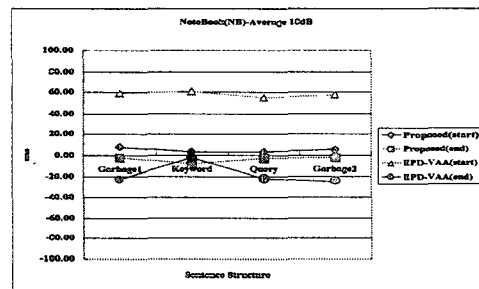 NoteBook(NB)-Average 10dB
100.00
80.00
60.00
40.00
20.00
0.00
-20.00
-40.00
-60.00
-80.00
-100.00
ms
Garbage1 Keyword Query Garbage2
Sentence Structure
Proposed(start)
Proposed(end)
EPD-VAA(start)
EPD-VAA(end)